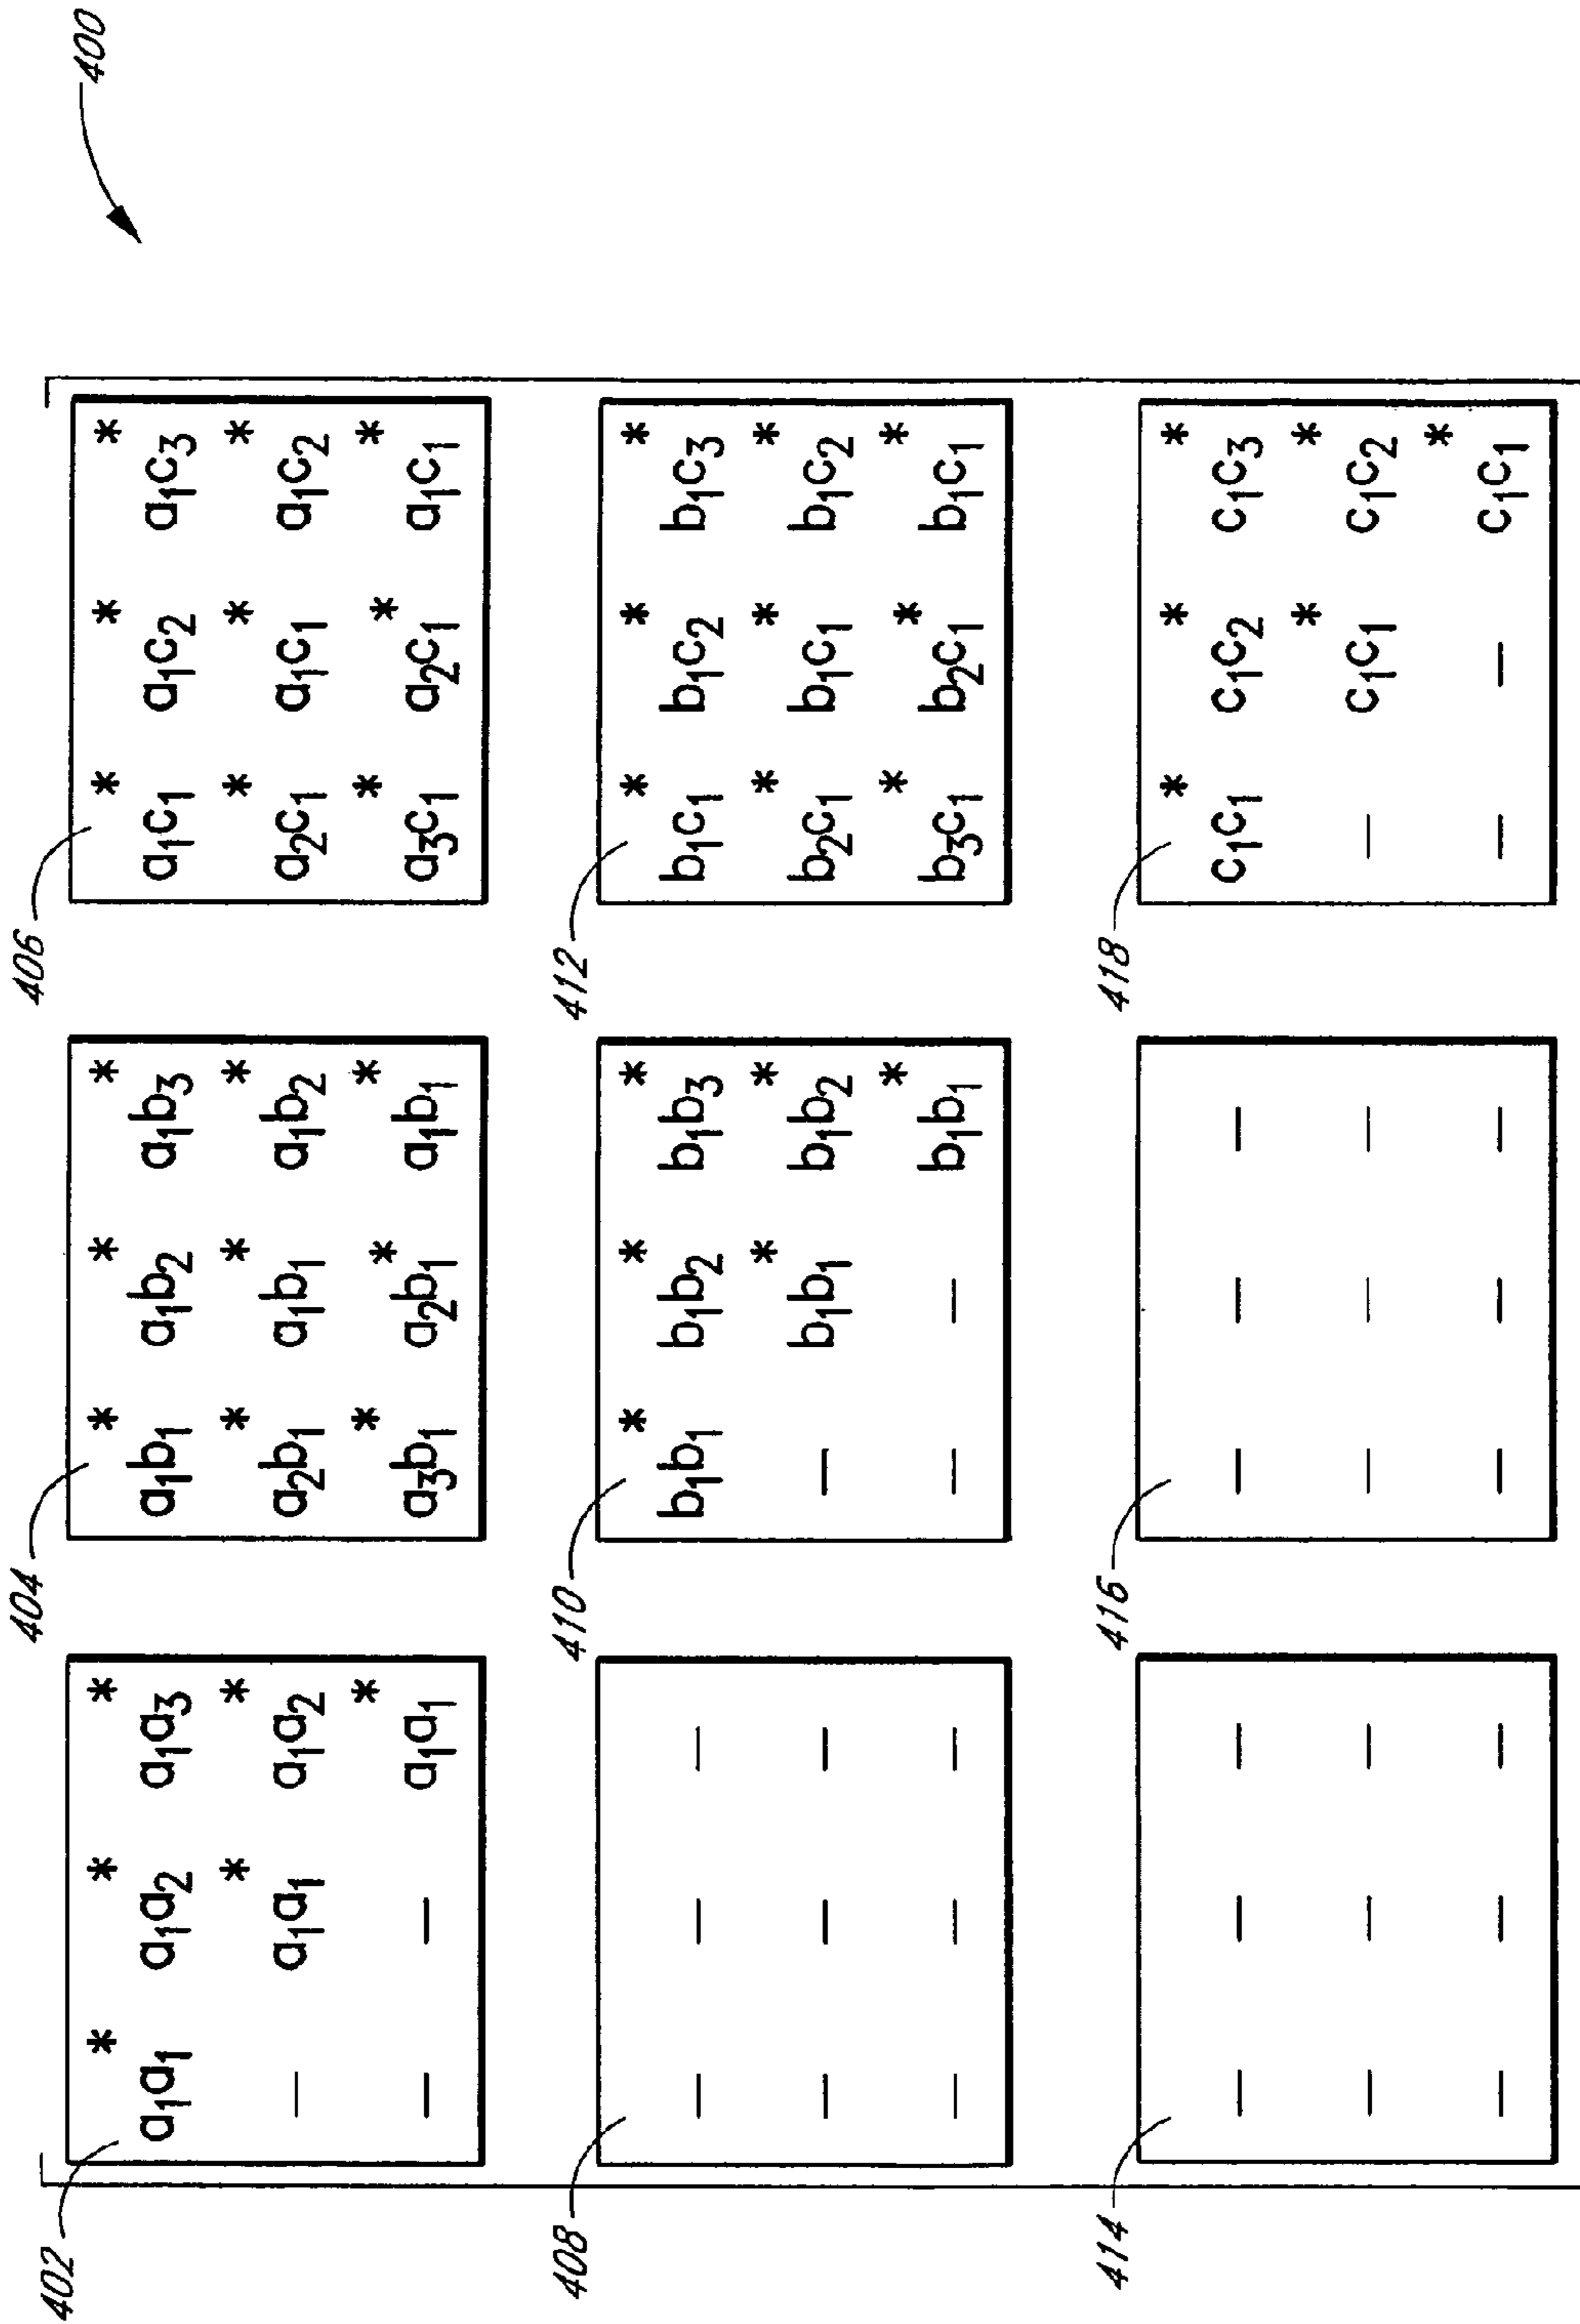 400
402 404 406
a₁a₁* a₁a₂* a₁a₃* a₁b₁* a₁b₂* a₁b₃* a₁c₁* a₁c₂* a₁c₃*
– a₁a₁* a₁a₂* a₂b₁* a₁b₁* a₁b₂* a₂c₁* a₁c₁* a₁c₂*
– – a₁a₁* a₃b₁* a₂b₁* a₁b₁* a₃c₁* a₂c₁* a₁c₁*
408 410 412
– – – b₁b₁* b₁b₂* b₁b₃* b₁c₁* b₁c₂* b₁c₃*
– – – – b₁b₁* b₁b₂* b₂c₁* b₁c₁* b₁c₂*
– – – – – b₁b₁* b₃c₁* b₂c₁* b₁c₁*
414 416 418
– – – – – – c₁c₁* c₁c₂* c₁c₃*
– – – – – – – c₁c₁* c₁c₂*
– – – – – – – – c₁c₁*